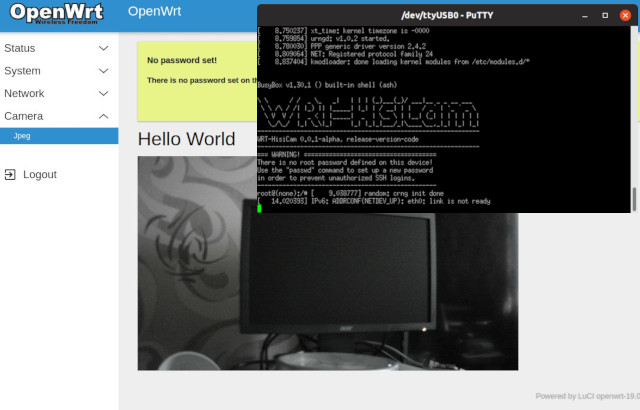 OpenWrt
Wireless Freedom
OpenWrt
Status
System
Network
Camera
Jpeg
Logout
No password set!
There is no password set on th
Hello World
/dev/ttyUSB0 - PuTTY
[    8.750237] xt_time: kernel timezone is -0000
[    8.759854] urngd: v1.0.2 started.
[    8.780030] PPP generic driver version 2.4.2
[    8.809064] NET: Registered protocol family 24
[    8.837404] kmodloader: done loading kernel modules from /etc/modules.d/*
BusyBox v1.30.1 () built-in shell (ash)
WRT-HisiCam 0.0.1-alpha, release-version-code
=== WARNING! =====================================
There is no root password defined on this device!
Use the "passwd" command to set up a new password
in order to prevent unauthorized SSH logins.
root@(none):/# [    9.038777] random: crng init done
[   14.020393] IPv6: ADDRCONF(NETDEV_UP): eth0: link is not ready
acer
Powered by LuCI openwrt-19.0